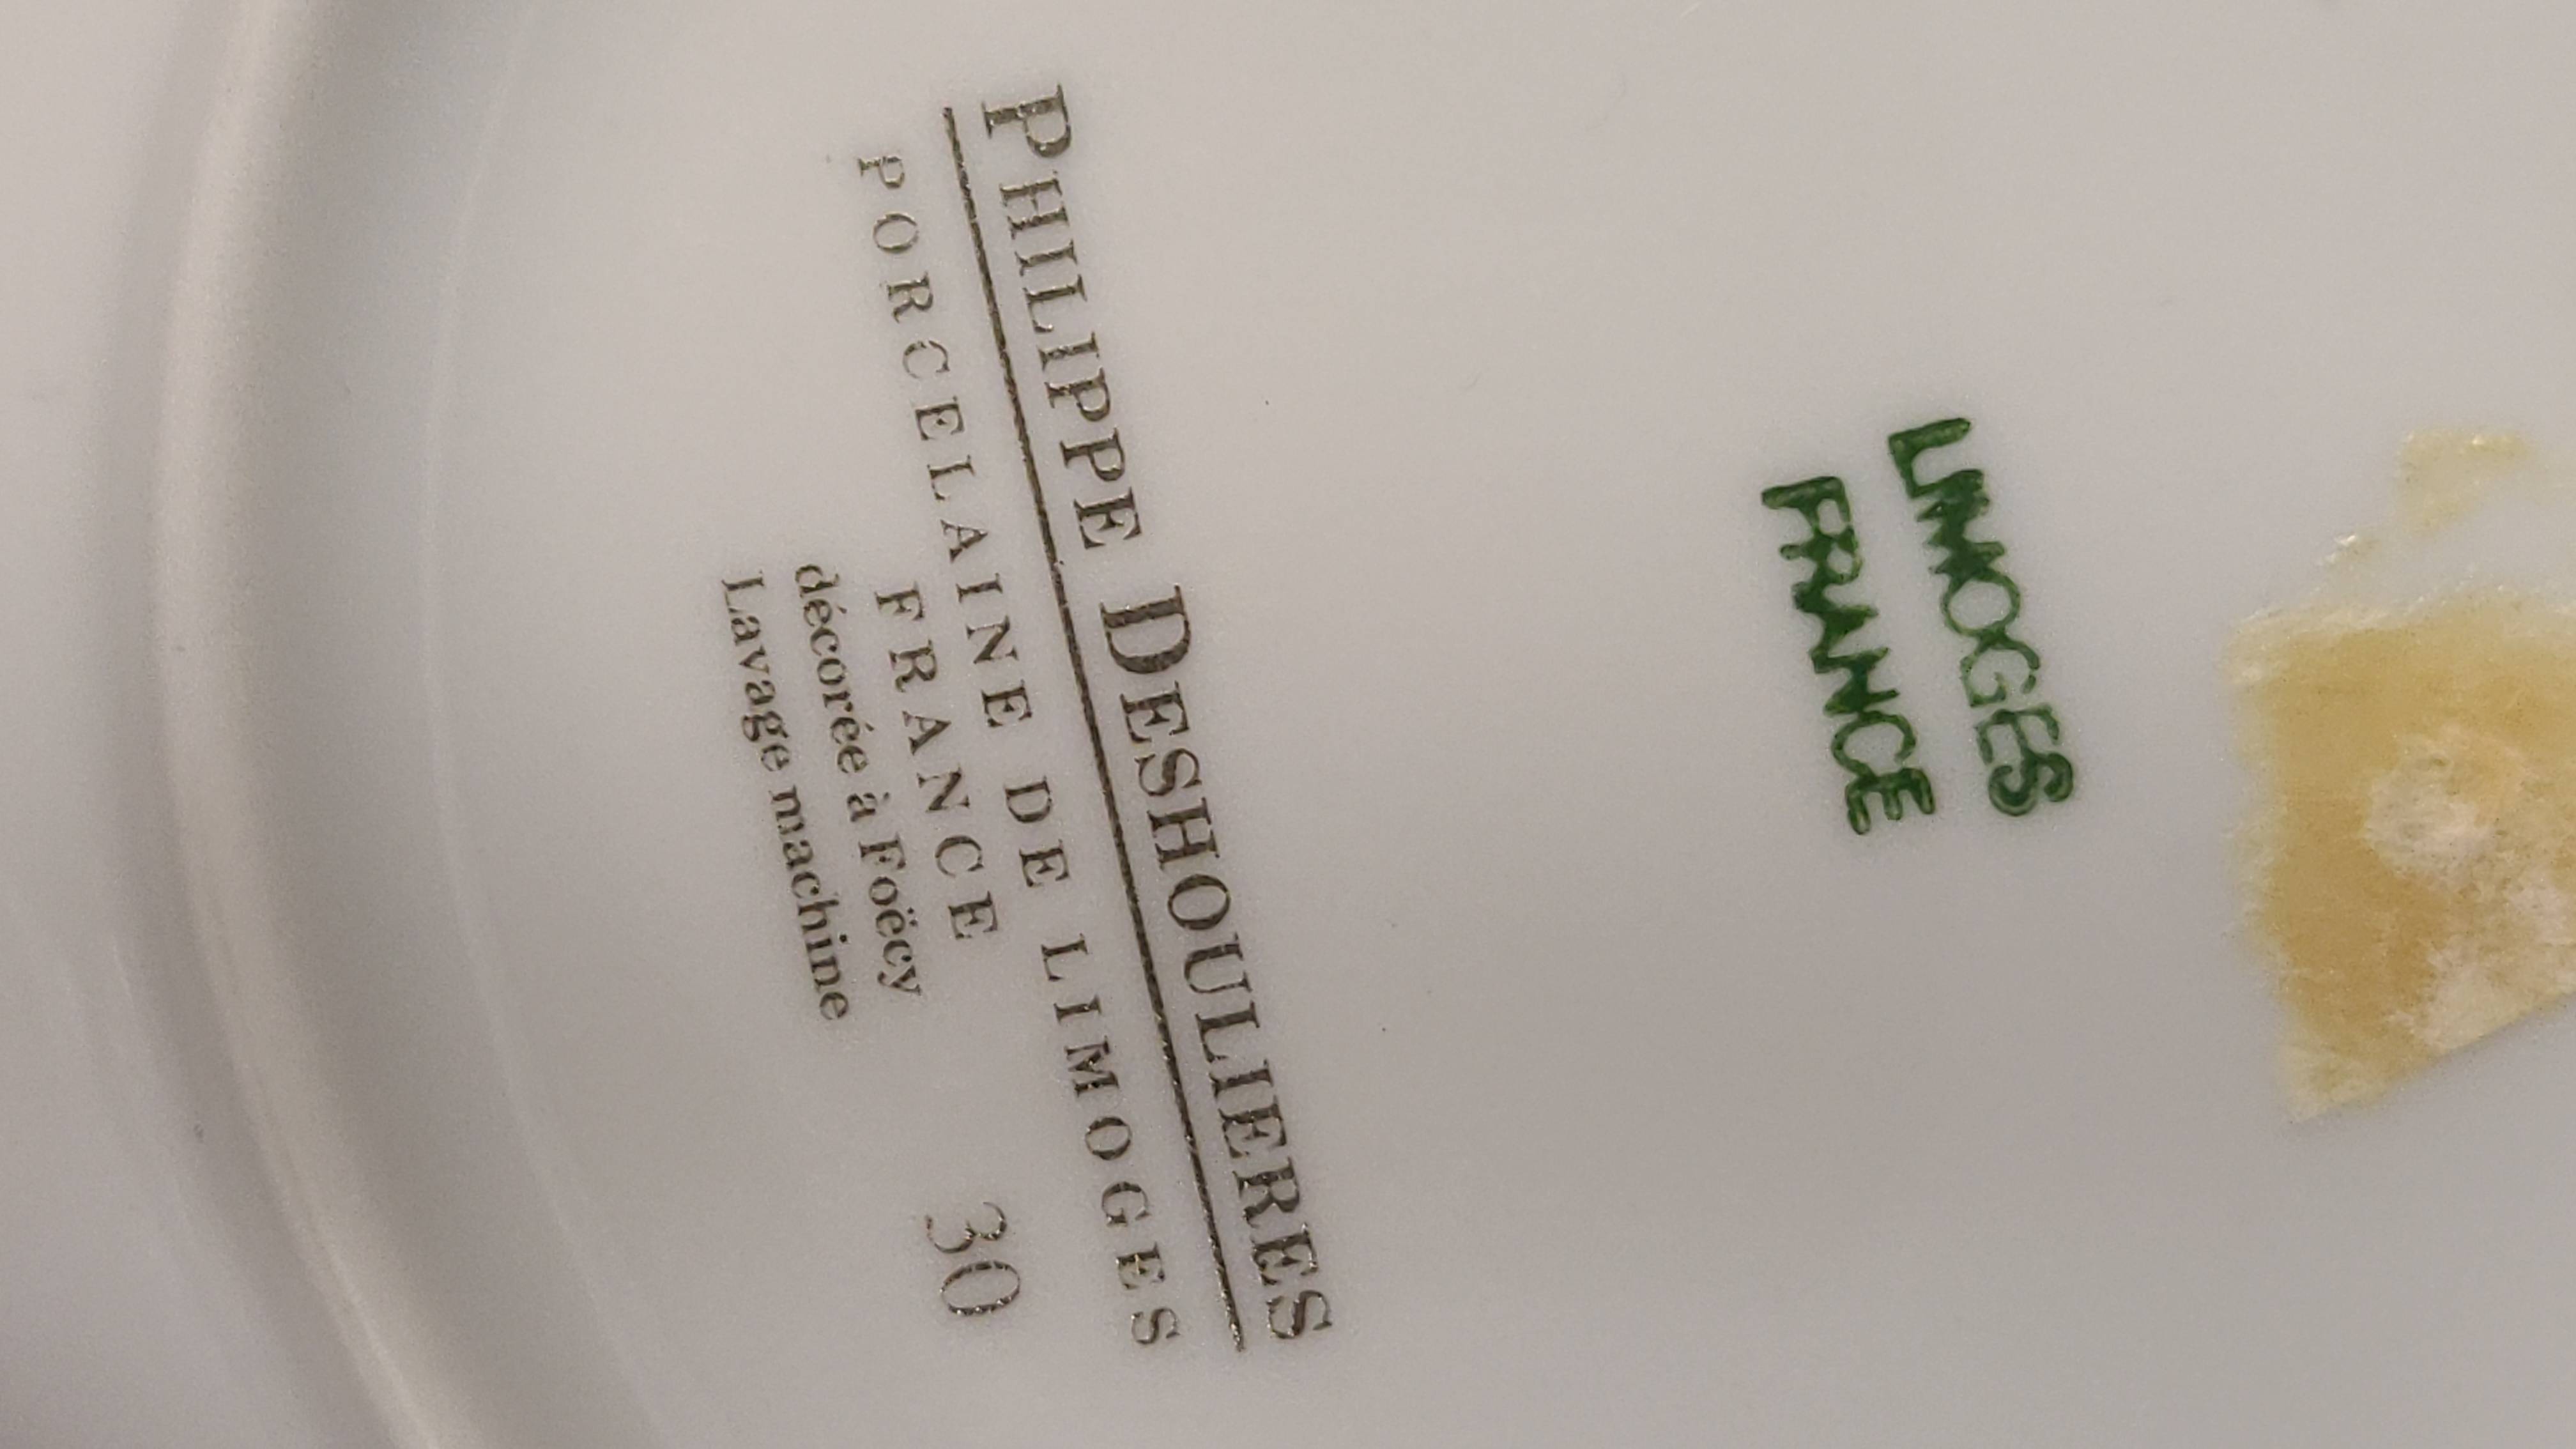 LIMOGES
FRANCE
PHILIPPE DESHOULIERES
PORCELAINE DE LIMOGES
FRANCE 30
décorée à Foëcy
Lavage machine